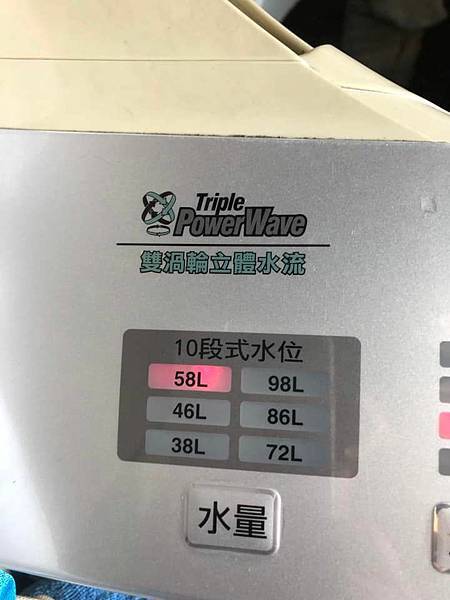 Triple
PowerWave
雙渦輪立體水流
10段式水位
58L 98L
46L 86L
38L 72L
水量